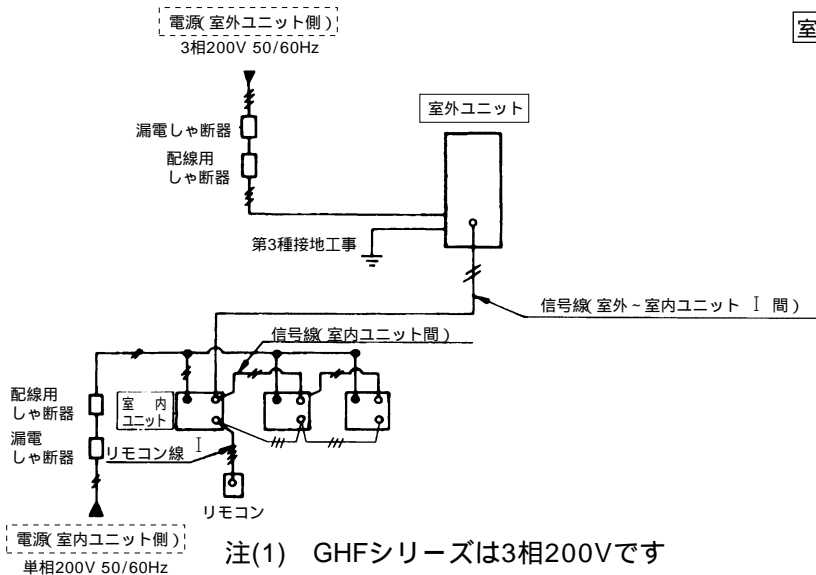 電源(室外ユニット側)
3相200V 50/60Hz
室
漏電しゃ断器
配線用
しゃ断器
室外ユニット
第3種接地工事
信号線(室外~室内ユニット I 間)
信号線(室内ユニット間)
配線用
しゃ断器
漏電
しゃ断器
室 内
ユニット
リモコン線 I
リモコン
電源(室内ユニット側)
単相200V 50/60Hz
注(1) GHFシリーズは3相200Vです